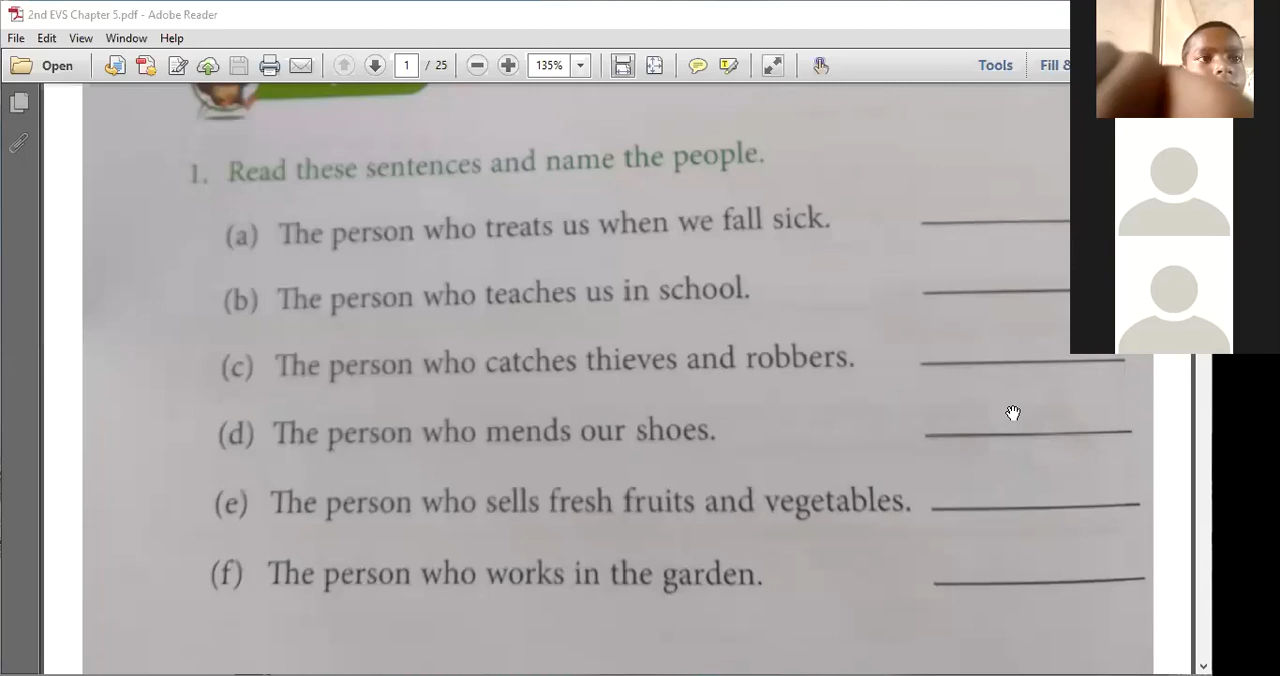 2nd EVS Chapter 5.pdf - Adobe Reader
File Edit View Window Help
Open 1 / 25 135% Tools Fill &
1. Read these sentences and name the people.
(a) The person who treats us when we fall sick.
(b) The person who teaches us in school.
(c) The person who catches thieves and robbers.
(d) The person who mends our shoes.
(e) The person who sells fresh fruits and vegetables.
(f) The person who works in the garden.